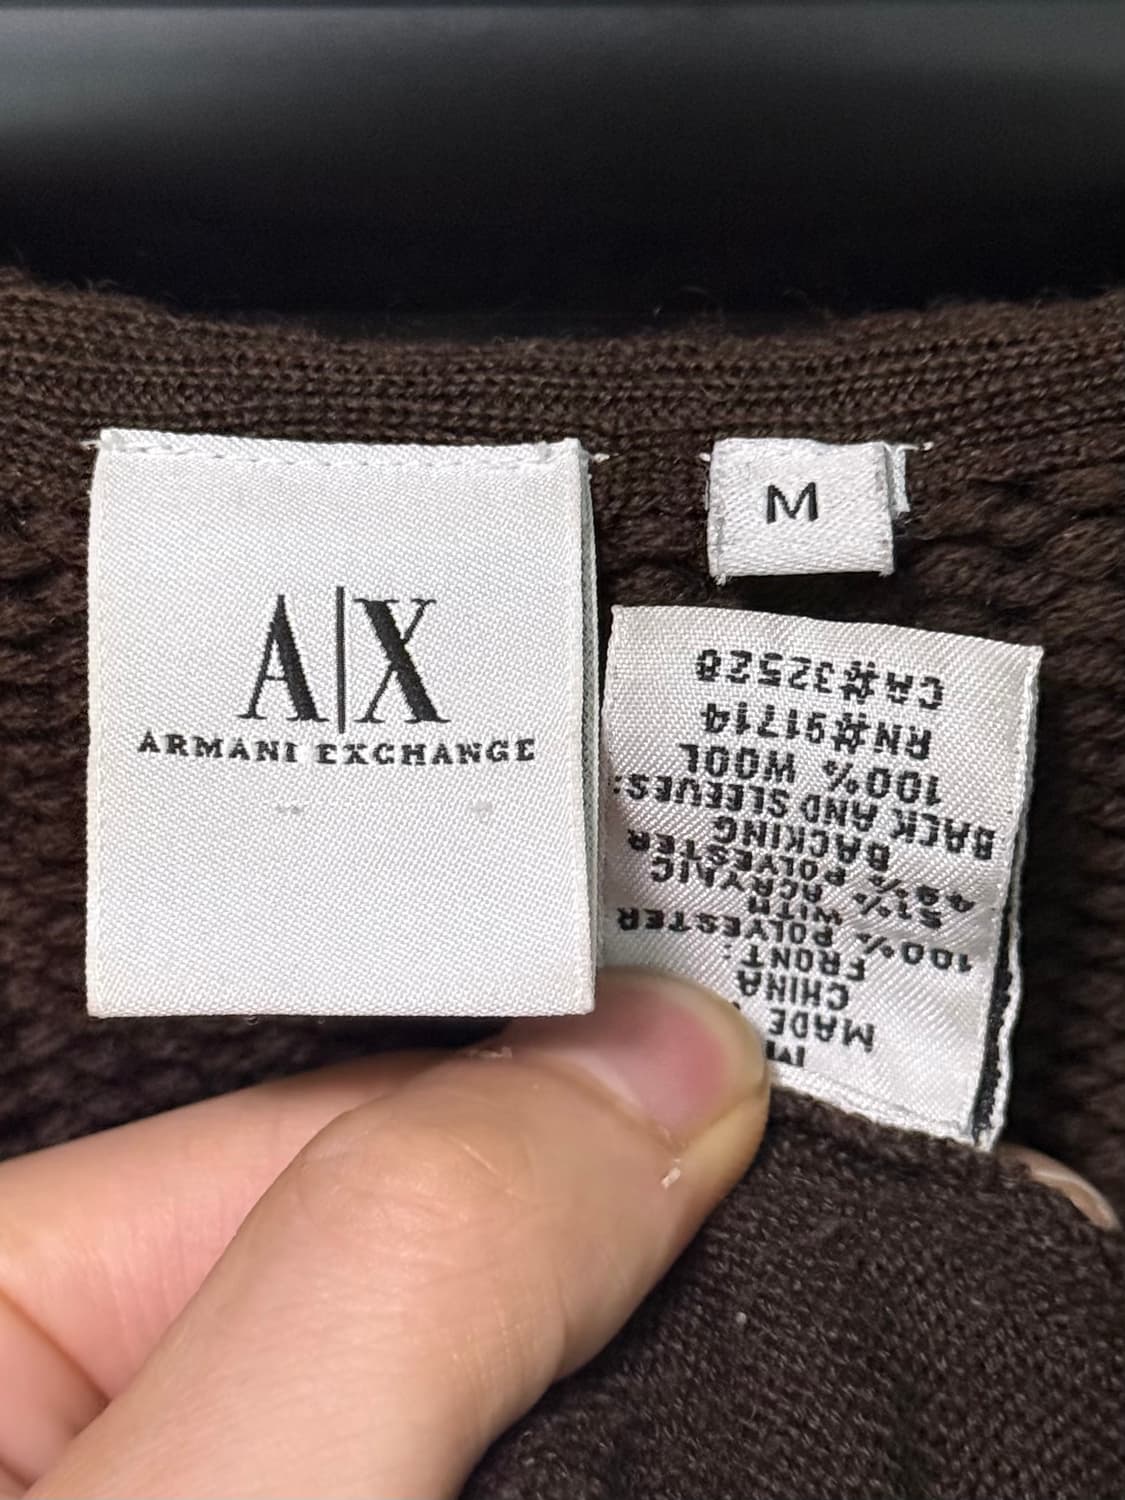 A|X
ARMANI EXCHANGE
M
M
MADE
CHINA
FRONT:
100% POLYESTER
WITH
51% ACRYLIC
49% POLYESTER
BACKING
BACK AND SLEEVES:
100% WOOL
RN#91714
CA#32528